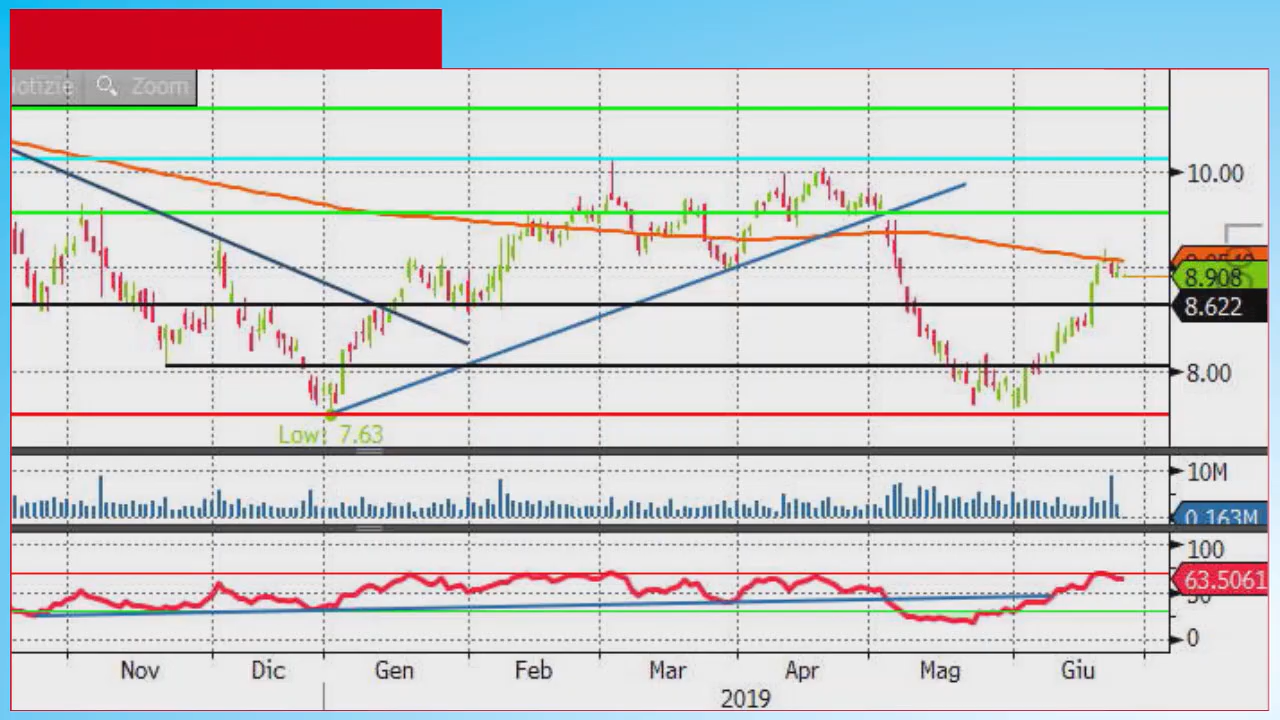 Zoom
10.00
8.908
8.622
8.00
Low: 7.63
10M
0.163M
100
63.5061
50
0
Nov Dic Gen Feb Mar Apr Mag Giu
2019